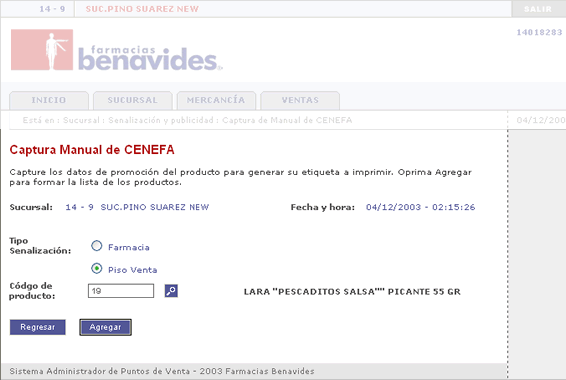 14 - 9 SUC.PINO SUAREZ NEW SALIR
14018283
farmacias
benavides
INICIO SUCURSAL MERCANCÍA VENTAS
Está en : Sucursal : Senalización y publicidad : Captura de Manual de CENEFA 04/12/200
Captura Manual de CENEFA
Capture los datos de promoción del producto para generar su etiqueta a imprimir. Oprima Agregar
para formar la lista de los productos.
Sucursal: 14 - 9 SUC.PINO SUAREZ NEW Fecha y hora: 04/12/2003 - 02:15:26
Tipo
Senalización:
Farmacia
Piso Venta
Códgo de
producto:
19
LARA "PESCADITOS SALSA"" PICANTE 55 GR
Regresar Agregar
Sistema Administrador de Puntos de Venta - 2003 Farmacias Benavides